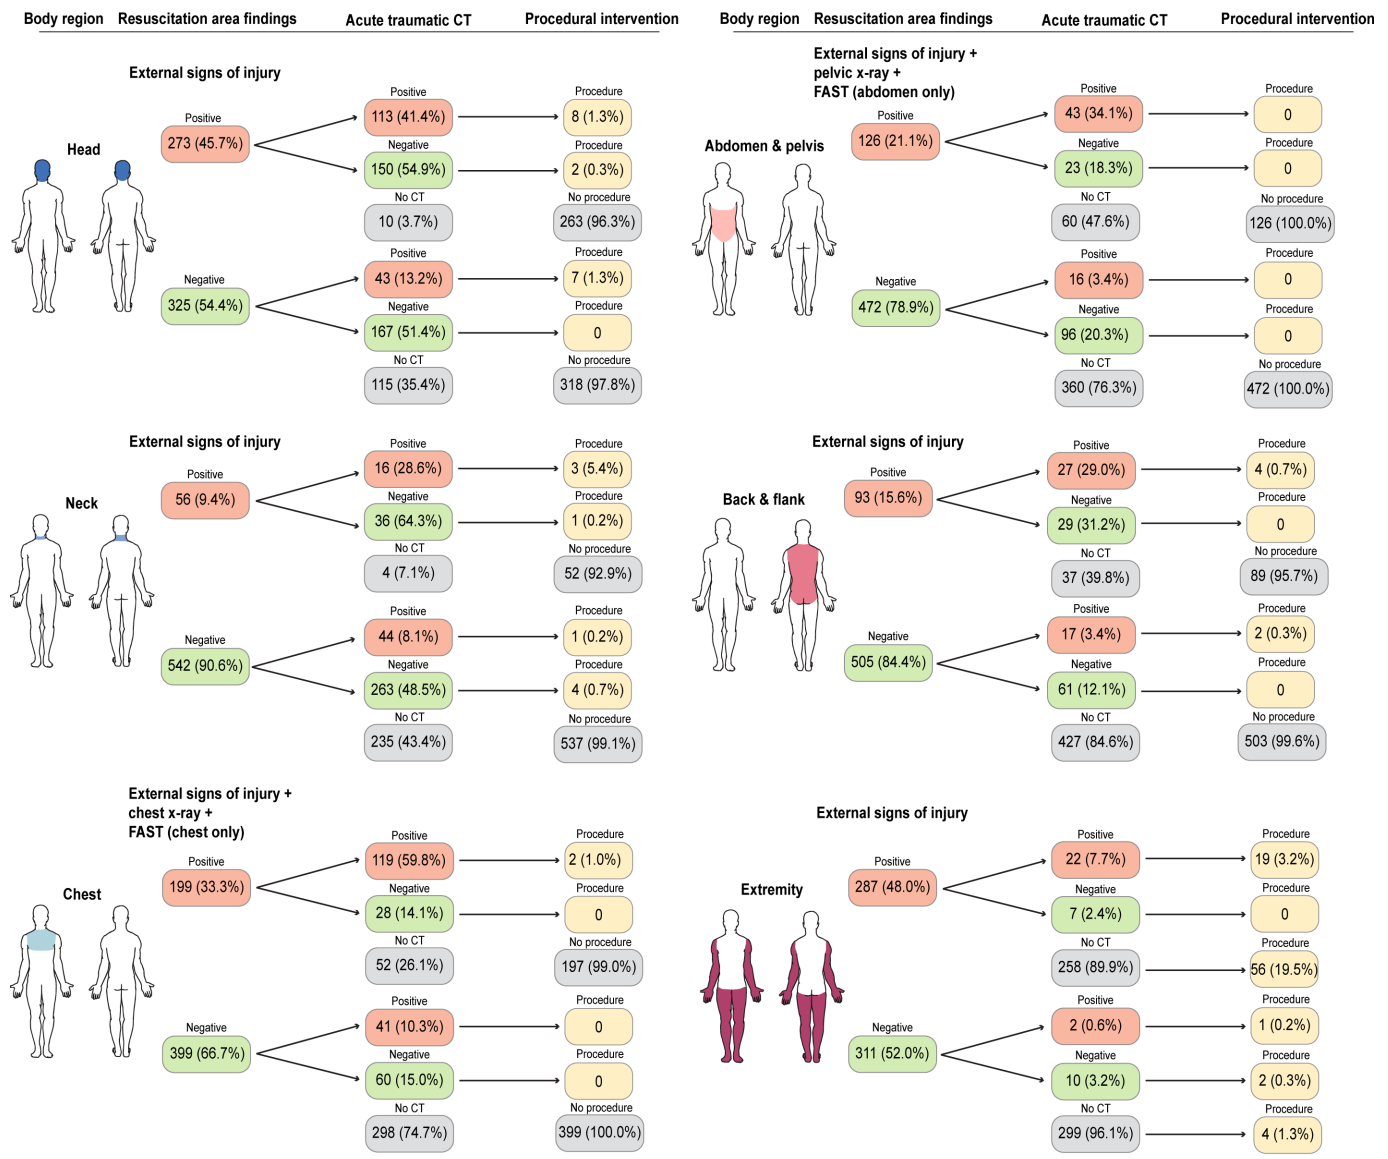 Body region Resuscitation area findings Acute traumatic CT Procedural intervention
External signs of injury
Head
Positive
273 (45.7%)
Positive
113 (41.4%)
Procedure
8 (1.3%)
Negative
150 (54.9%)
Procedure
2 (0.3%)
No CT
10 (3.7%)
No procedure
263 (96.3%)
Negative
325 (54.4%)
Positive
43 (13.2%)
Procedure
7 (1.3%)
Negative
167 (51.4%)
Procedure
0
No CT
115 (35.4%)
No procedure
318 (97.8%)
External signs of injury
Neck
Positive
56 (9.4%)
Positive
16 (28.6%)
Procedure
3 (5.4%)
Negative
36 (64.3%)
Procedure
1 (0.2%)
No CT
4 (7.1%)
No procedure
52 (92.9%)
Negative
542 (90.6%)
Positive
44 (8.1%)
Procedure
1 (0.2%)
Negative
263 (48.5%)
Procedure
4 (0.7%)
No CT
235 (43.4%)
No procedure
537 (99.1%)
External signs of injury +
chest x-ray +
FAST (chest only)
Chest
Positive
199 (33.3%)
Positive
119 (59.8%)
Procedure
2 (1.0%)
Negative
28 (14.1%)
Procedure
0
No CT
52 (26.1%)
No procedure
197 (99.0%)
Negative
399 (66.7%)
Positive
41 (10.3%)
Procedure
0
Negative
60 (15.0%)
Procedure
0
No CT
298 (74.7%)
No procedure
399 (100.0%)
Body region Resuscitation area findings Acute traumatic CT Procedural intervention
External signs of injury +
pelvic x-ray +
FAST (abdomen only)
Abdomen & pelvis
Positive
126 (21.1%)
Positive
43 (34.1%)
Procedure
0
Negative
23 (18.3%)
Procedure
0
No CT
60 (47.6%)
No procedure
126 (100.0%)
Negative
472 (78.9%)
Positive
16 (3.4%)
Procedure
0
Negative
96 (20.3%)
Procedure
0
No CT
360 (76.3%)
No procedure
472 (100.0%)
External signs of injury
Back & flank
Positive
93 (15.6%)
Positive
27 (29.0%)
Procedure
4 (0.7%)
Negative
29 (31.2%)
Procedure
0
No CT
37 (39.8%)
No procedure
89 (95.7%)
Negative
505 (84.4%)
Positive
17 (3.4%)
Procedure
2 (0.3%)
Negative
61 (12.1%)
Procedure
0
No CT
427 (84.6%)
No procedure
503 (99.6%)
External signs of injury
Extremity
Positive
287 (48.0%)
Positive
22 (7.7%)
Procedure
19 (3.2%)
Negative
7 (2.4%)
Procedure
0
No CT
258 (89.9%)
Procedure
56 (19.5%)
Negative
311 (52.0%)
Positive
2 (0.6%)
Procedure
1 (0.2%)
Negative
10 (3.2%)
Procedure
2 (0.3%)
No CT
299 (96.1%)
Procedure
4 (1.3%)